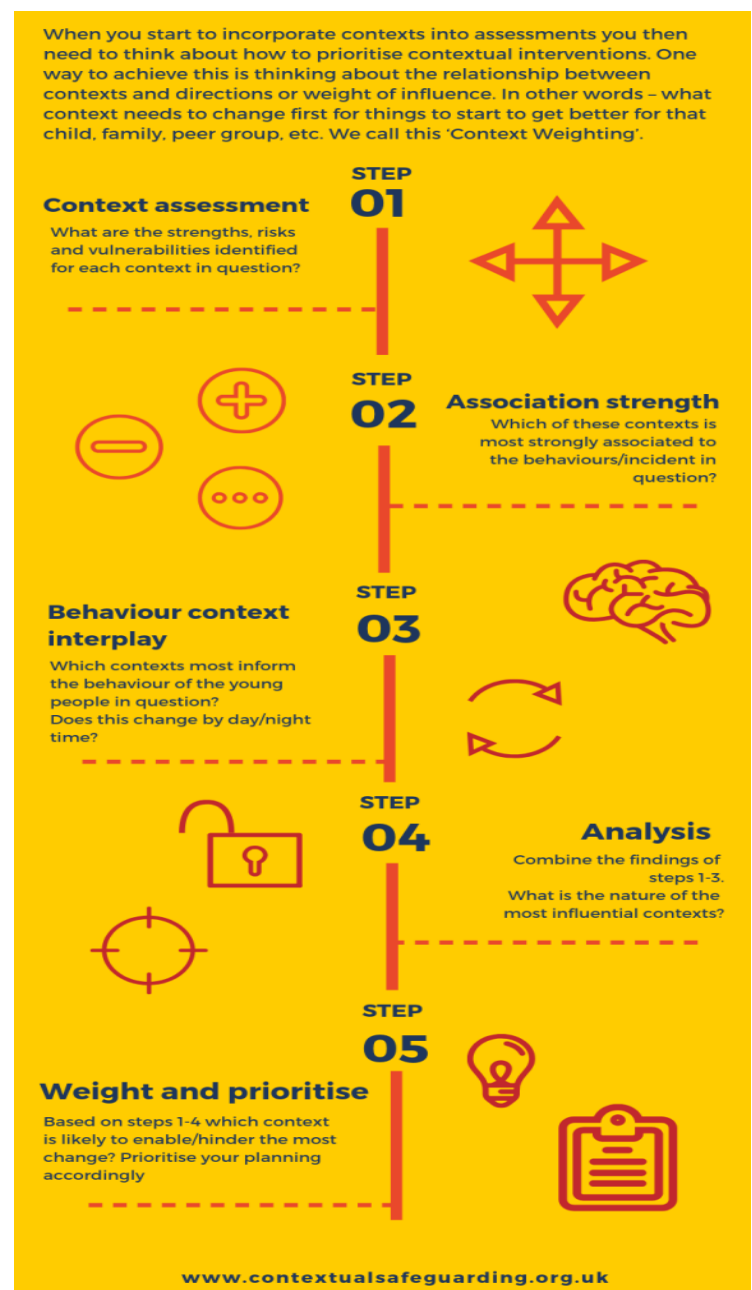 When you start to incorporate contexts into assessments you then
need to think about how to prioritise contextual interventions. One
way to achieve this is thinking about the relationship between
contexts and directions or weight of influence. In other words – what
context needs to change first for things to start to get better for that
child, family, peer group, etc. We call this ‘Context Weighting’.
STEP
01
Context assessment
What are the strengths, risks
and vulnerabilities identified
for each context in question?
STEP
02
Association strength
Which of these contexts is
most strongly associated to
the behaviours/incident in
question?
STEP
03
Behaviour context
interplay
Which contexts most inform
the behaviour of the young
people in question?
Does this change by day/night
time?
STEP
04
Analysis
Combine the findings of
steps 1-3.
What is the nature of the
most influential contexts?
STEP
05
Weight and prioritise
Based on steps 1-4 which context
is likely to enable/hinder the most
change? Prioritise your planning
accordingly
www.contextualsafeguarding.org.uk